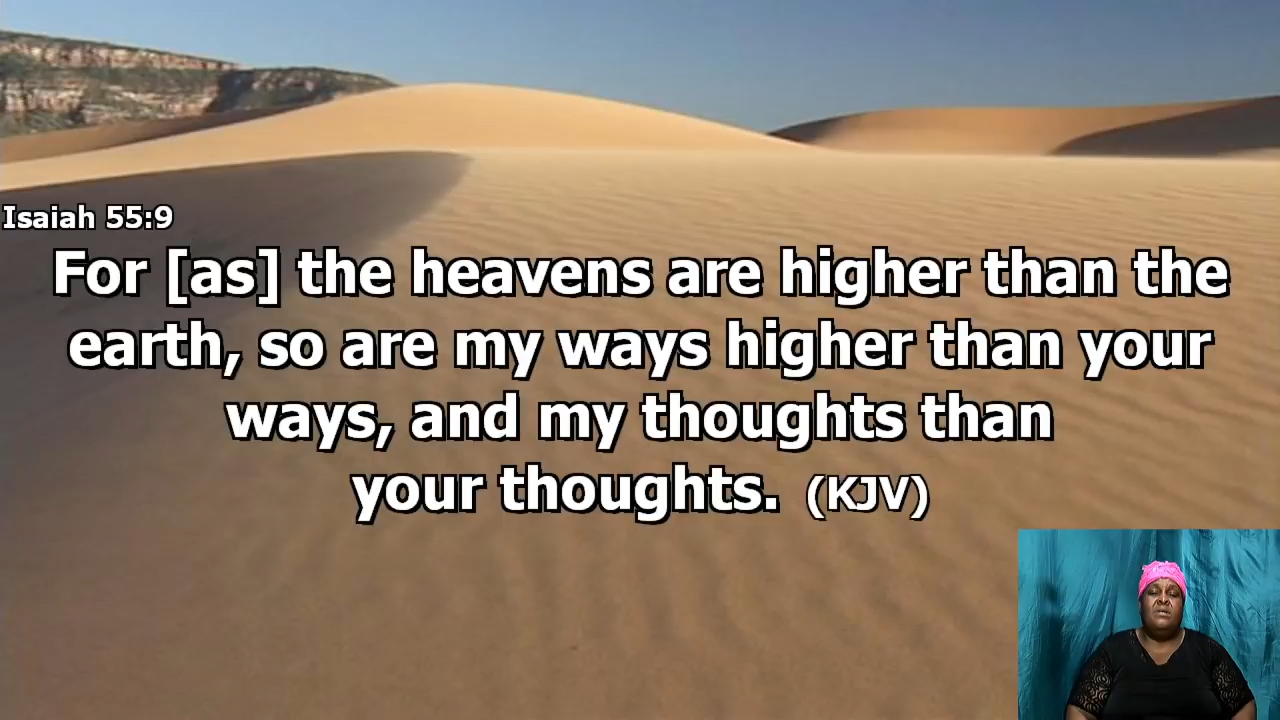 Isaiah 55:9
For [as] the heavens are higher than the
earth, so are my ways higher than your
ways, and my thoughts than
your thoughts. (KJV)